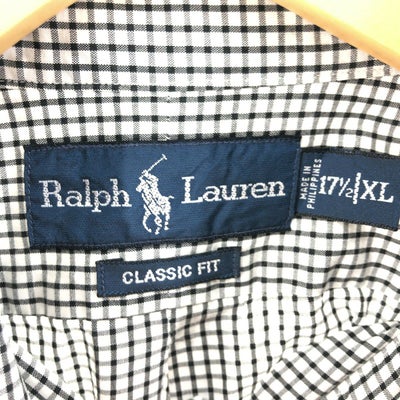 Ralph Lauren
MADE IN
PHILIPPINES
17½ XL
CLASSIC FIT